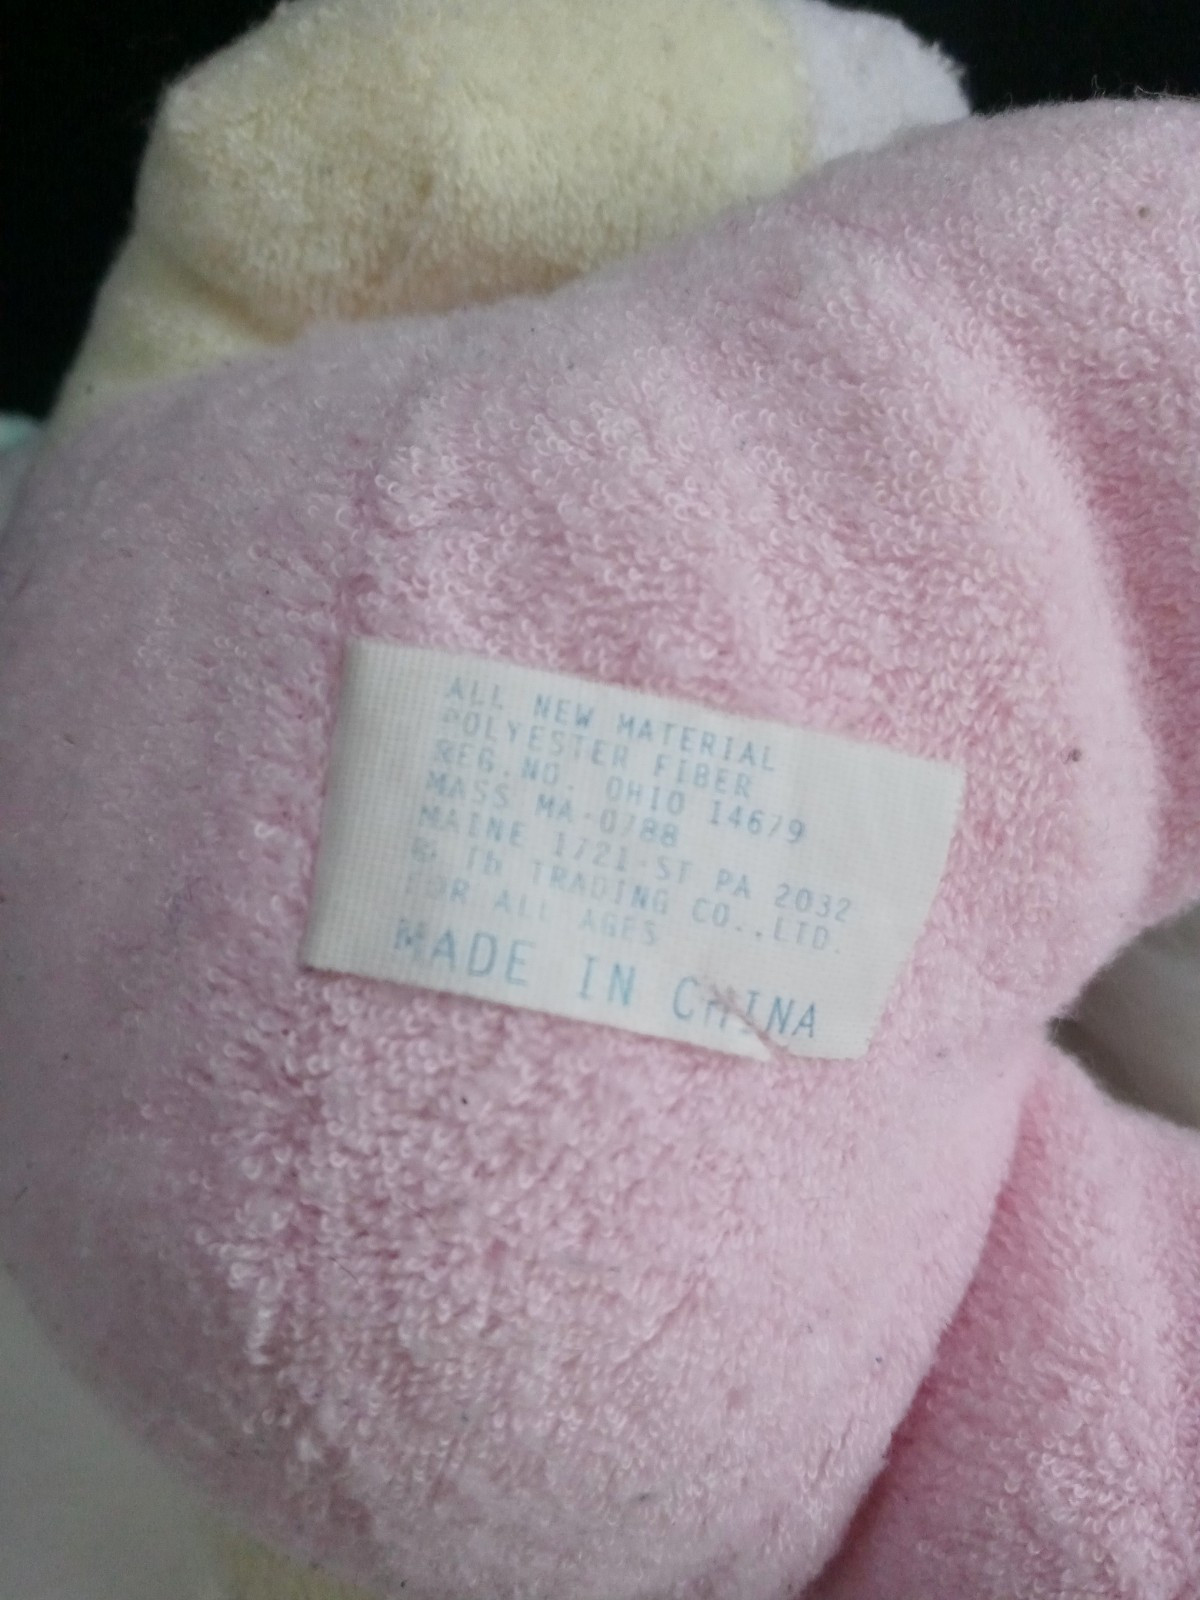 ALL NEW MATERIAL
POLYESTER FIBER
REG.NO. OHIO 14679
MASS MA-0788
MAINE 1721·ST PA 2032
TRADING CO.,LTD.
FOR ALL AGES
MADE IN CHINA